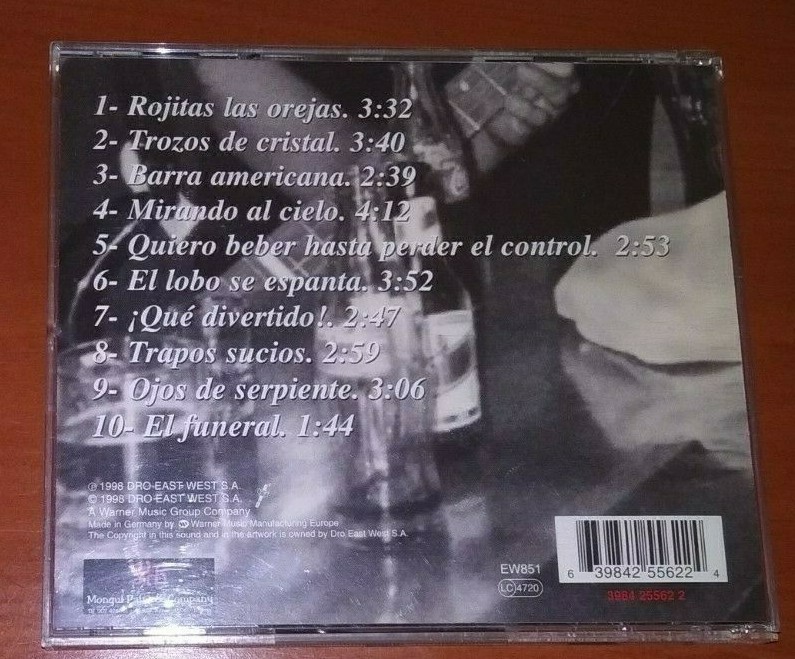 1- Rojitas las orejas. 3:32
2- Trozos de cristal. 3:40
3- Barra americana. 2:39
4- Mirando al cielo. 4:12
5- Quiero beber hasta perder el control. 2:53
6- El lobo se espanta. 3:52
7- ¡Qué divertido!. 2:47
8- Trapos sucios. 2:59
9- Ojos de serpiente. 3:06
10- El funeral. 1:44
℗ 1998 DRO EAST WEST S.A.
© 1998 DRO EAST WEST S.A.
A Warner Music Group Company
Made in Germany by Warner Music Manufacturing Europe
The Copyright in this sound and in the artwork is owned by Dro East West S.A.
EW851
LC 4720
6 39842 55622 4
3984 25562 2
Company